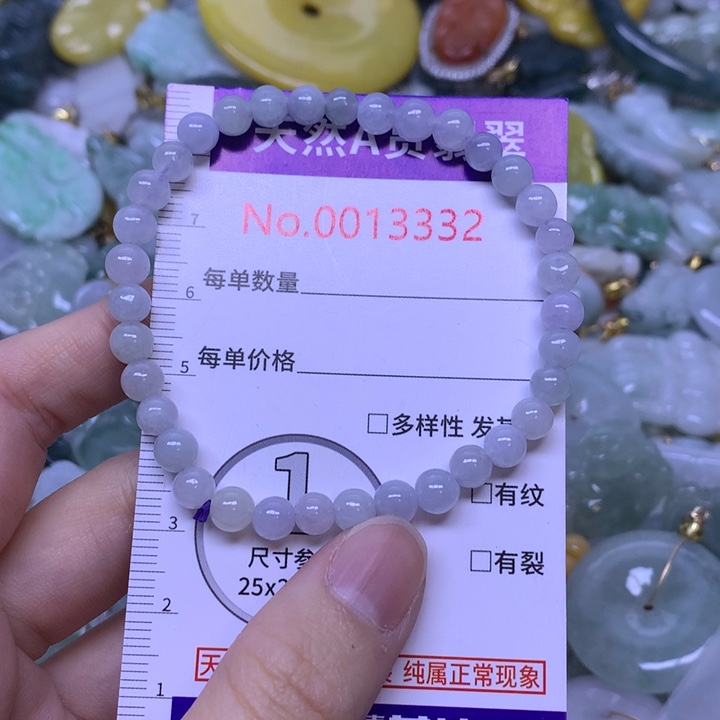 天然A货翡翠
No.0013332
7
每单数量
6
每单价格
5
□多样性 发
1
□有纹
3
尺寸参
□有裂
25x2
2
天 纯属正常现象
1